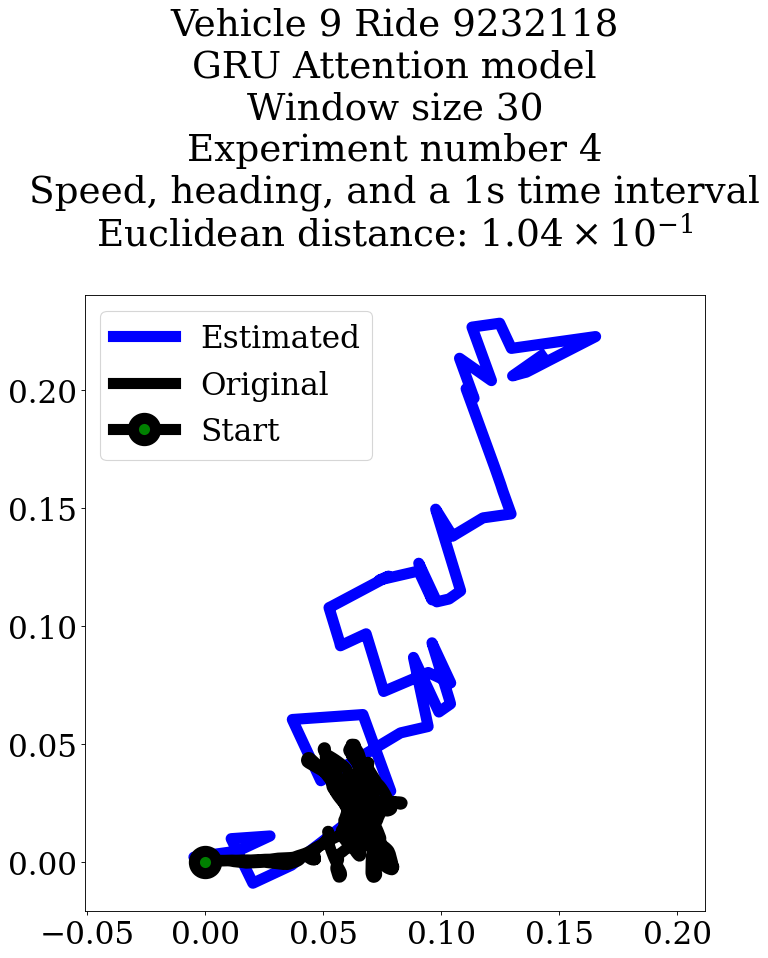 Vehicle 9 Ride 9232118
GRU Attention model
Window size 30
Experiment number 4
Speed, heading, and a 1s time interval
Euclidean distance: 1.04 × 10⁻¹
Estimated
Original
Start
0.20
0.15
0.10
0.05
0.00
−0.05 0.00 0.05 0.10 0.15 0.20